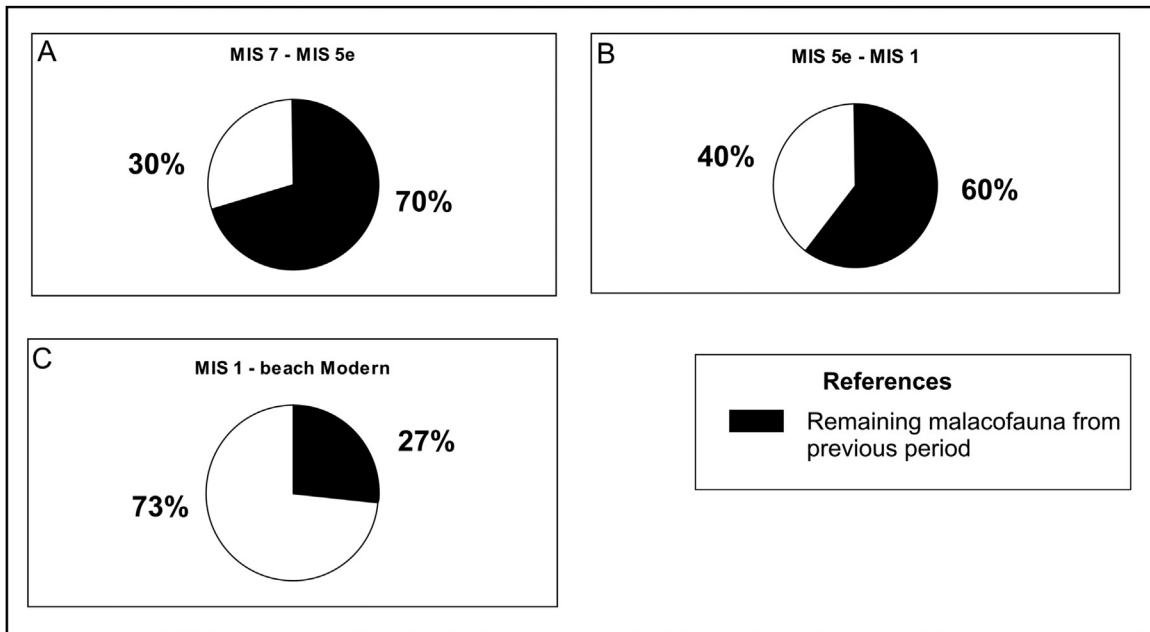 A
MIS 7 - MIS 5e
30%
70%
B
MIS 5e - MIS 1
40%
60%
C
MIS 1 - beach Modern
27%
73%
References
Remaining malacofauna from
previous period